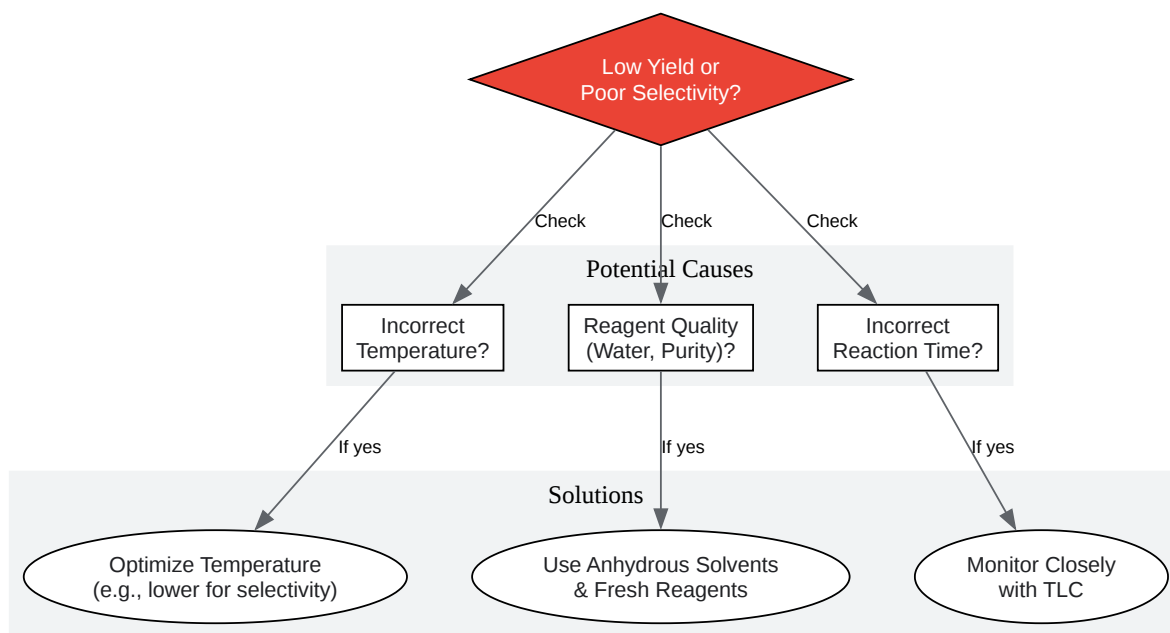 Low Yield or
Poor Selectivity?
Check
Check
Check
Potential Causes
Incorrect
Temperature?
Reagent Quality
(Water, Purity)?
Incorrect
Reaction Time?
If yes
If yes
If yes
Solutions
Optimize Temperature
(e.g., lower for selectivity)
Use Anhydrous Solvents
& Fresh Reagents
Monitor Closely
with TLC